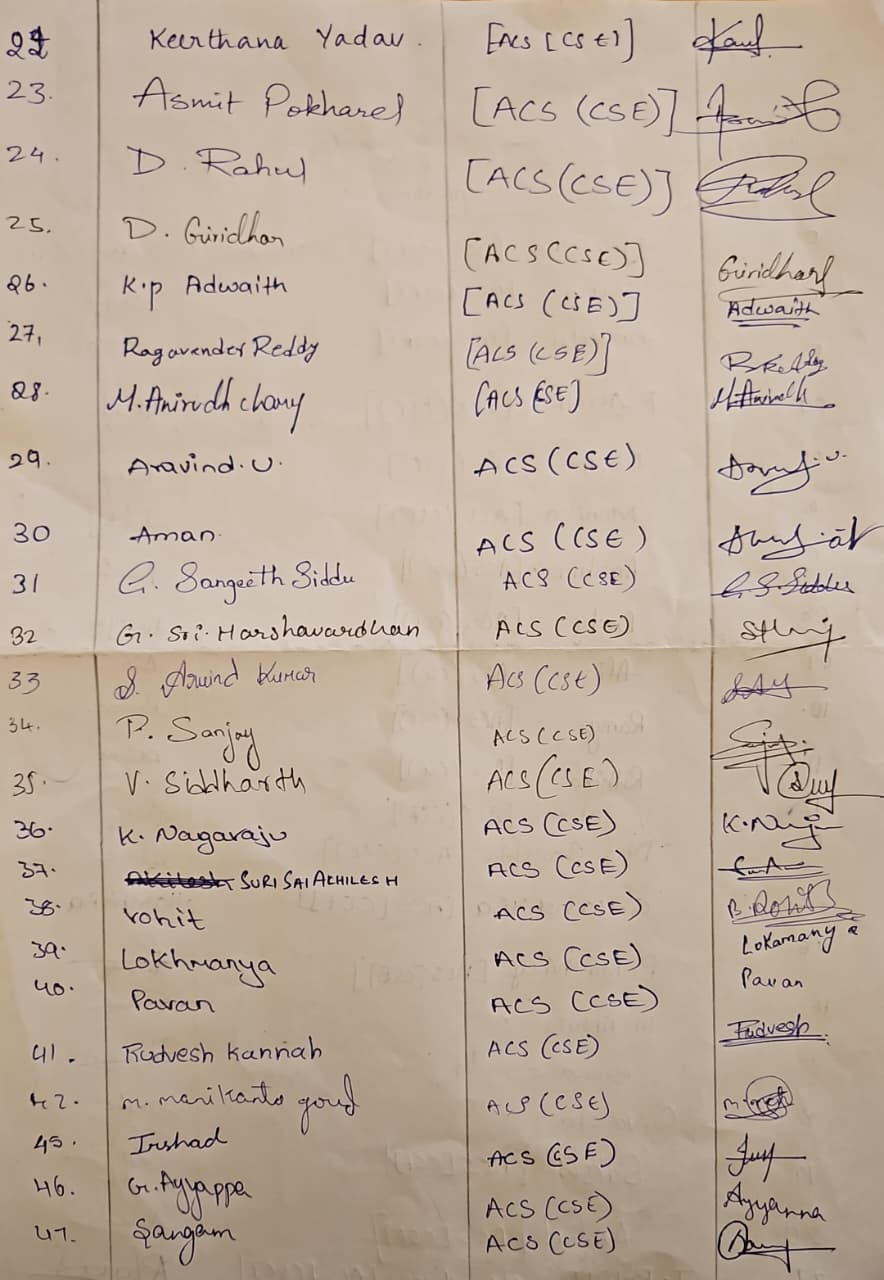 22 Keerthana Yadav. [ACS [CSE)]
23. Asmit Pokharel [ACS (CSE)]
24. D. Rahul [ACS(CSE)]
25. D. Giridhar [ACS(CSE)] Giridhar
26. K.p Adwaith [ACS (CSE)] Adwaith
27, Ragavender Reddy [ACS (CSE)] Reddy
28. M.Anirudh chary [ACS (CSE]
29. Aravind.U. ACS (CSE)
30 Aman. ACS (CSE)
31 G. Sangeeth Siddu ACS (CSE) G.S.Siddu
32 G. Sri. Harshavardhan ACS (CSE)
33 S. Arvind Kumar ACS (CSE)
34. P. Sanjay ACS (CSE)
35. V. Siddharth ACS (CSE)
36. K. Nagaraju ACS (CSE)
37. SURI SAI ACHILESH ACS (CSE)
38. rohit ACS (CSE) B.Rohit
39. Lokhmanya ACS (CSE) Lokamanya
40. Pavan ACS (CSE) Pavan
41. Rudvesh Kannah ACS (CSE) Rudvesh
42. M. Manikanta goud ACS (CSE)
45. Irshad ACS (CSE)
46. G.Ayyappa ACS (CSE) Ayyanna
47. Sangam ACS (CSE)